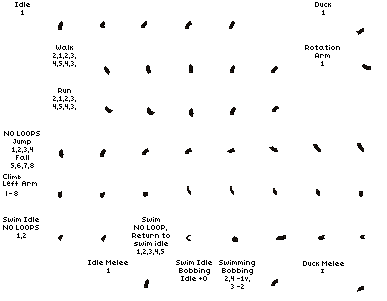 Idle
1
Duck
1
Walk
2,1,2,3,
4,5,4,3,
Rotation
Arm
1
Run
2,1,2,3,
4,5,4,3,
NO LOOPS
Jump
1,2,3,4
Fall
5,6,7,8
Climb
Left Arm
1-8
Swim Idle
NO LOOPS
1,2
Swim
NO LOOP,
Return to
swim idle
1,2,3,4,5
Idle Melee
1
Swim Idle
Bobbing
Idle +0
Swimming
Bobbing
2,4 -1v,
3 -2
Duck Melee
1